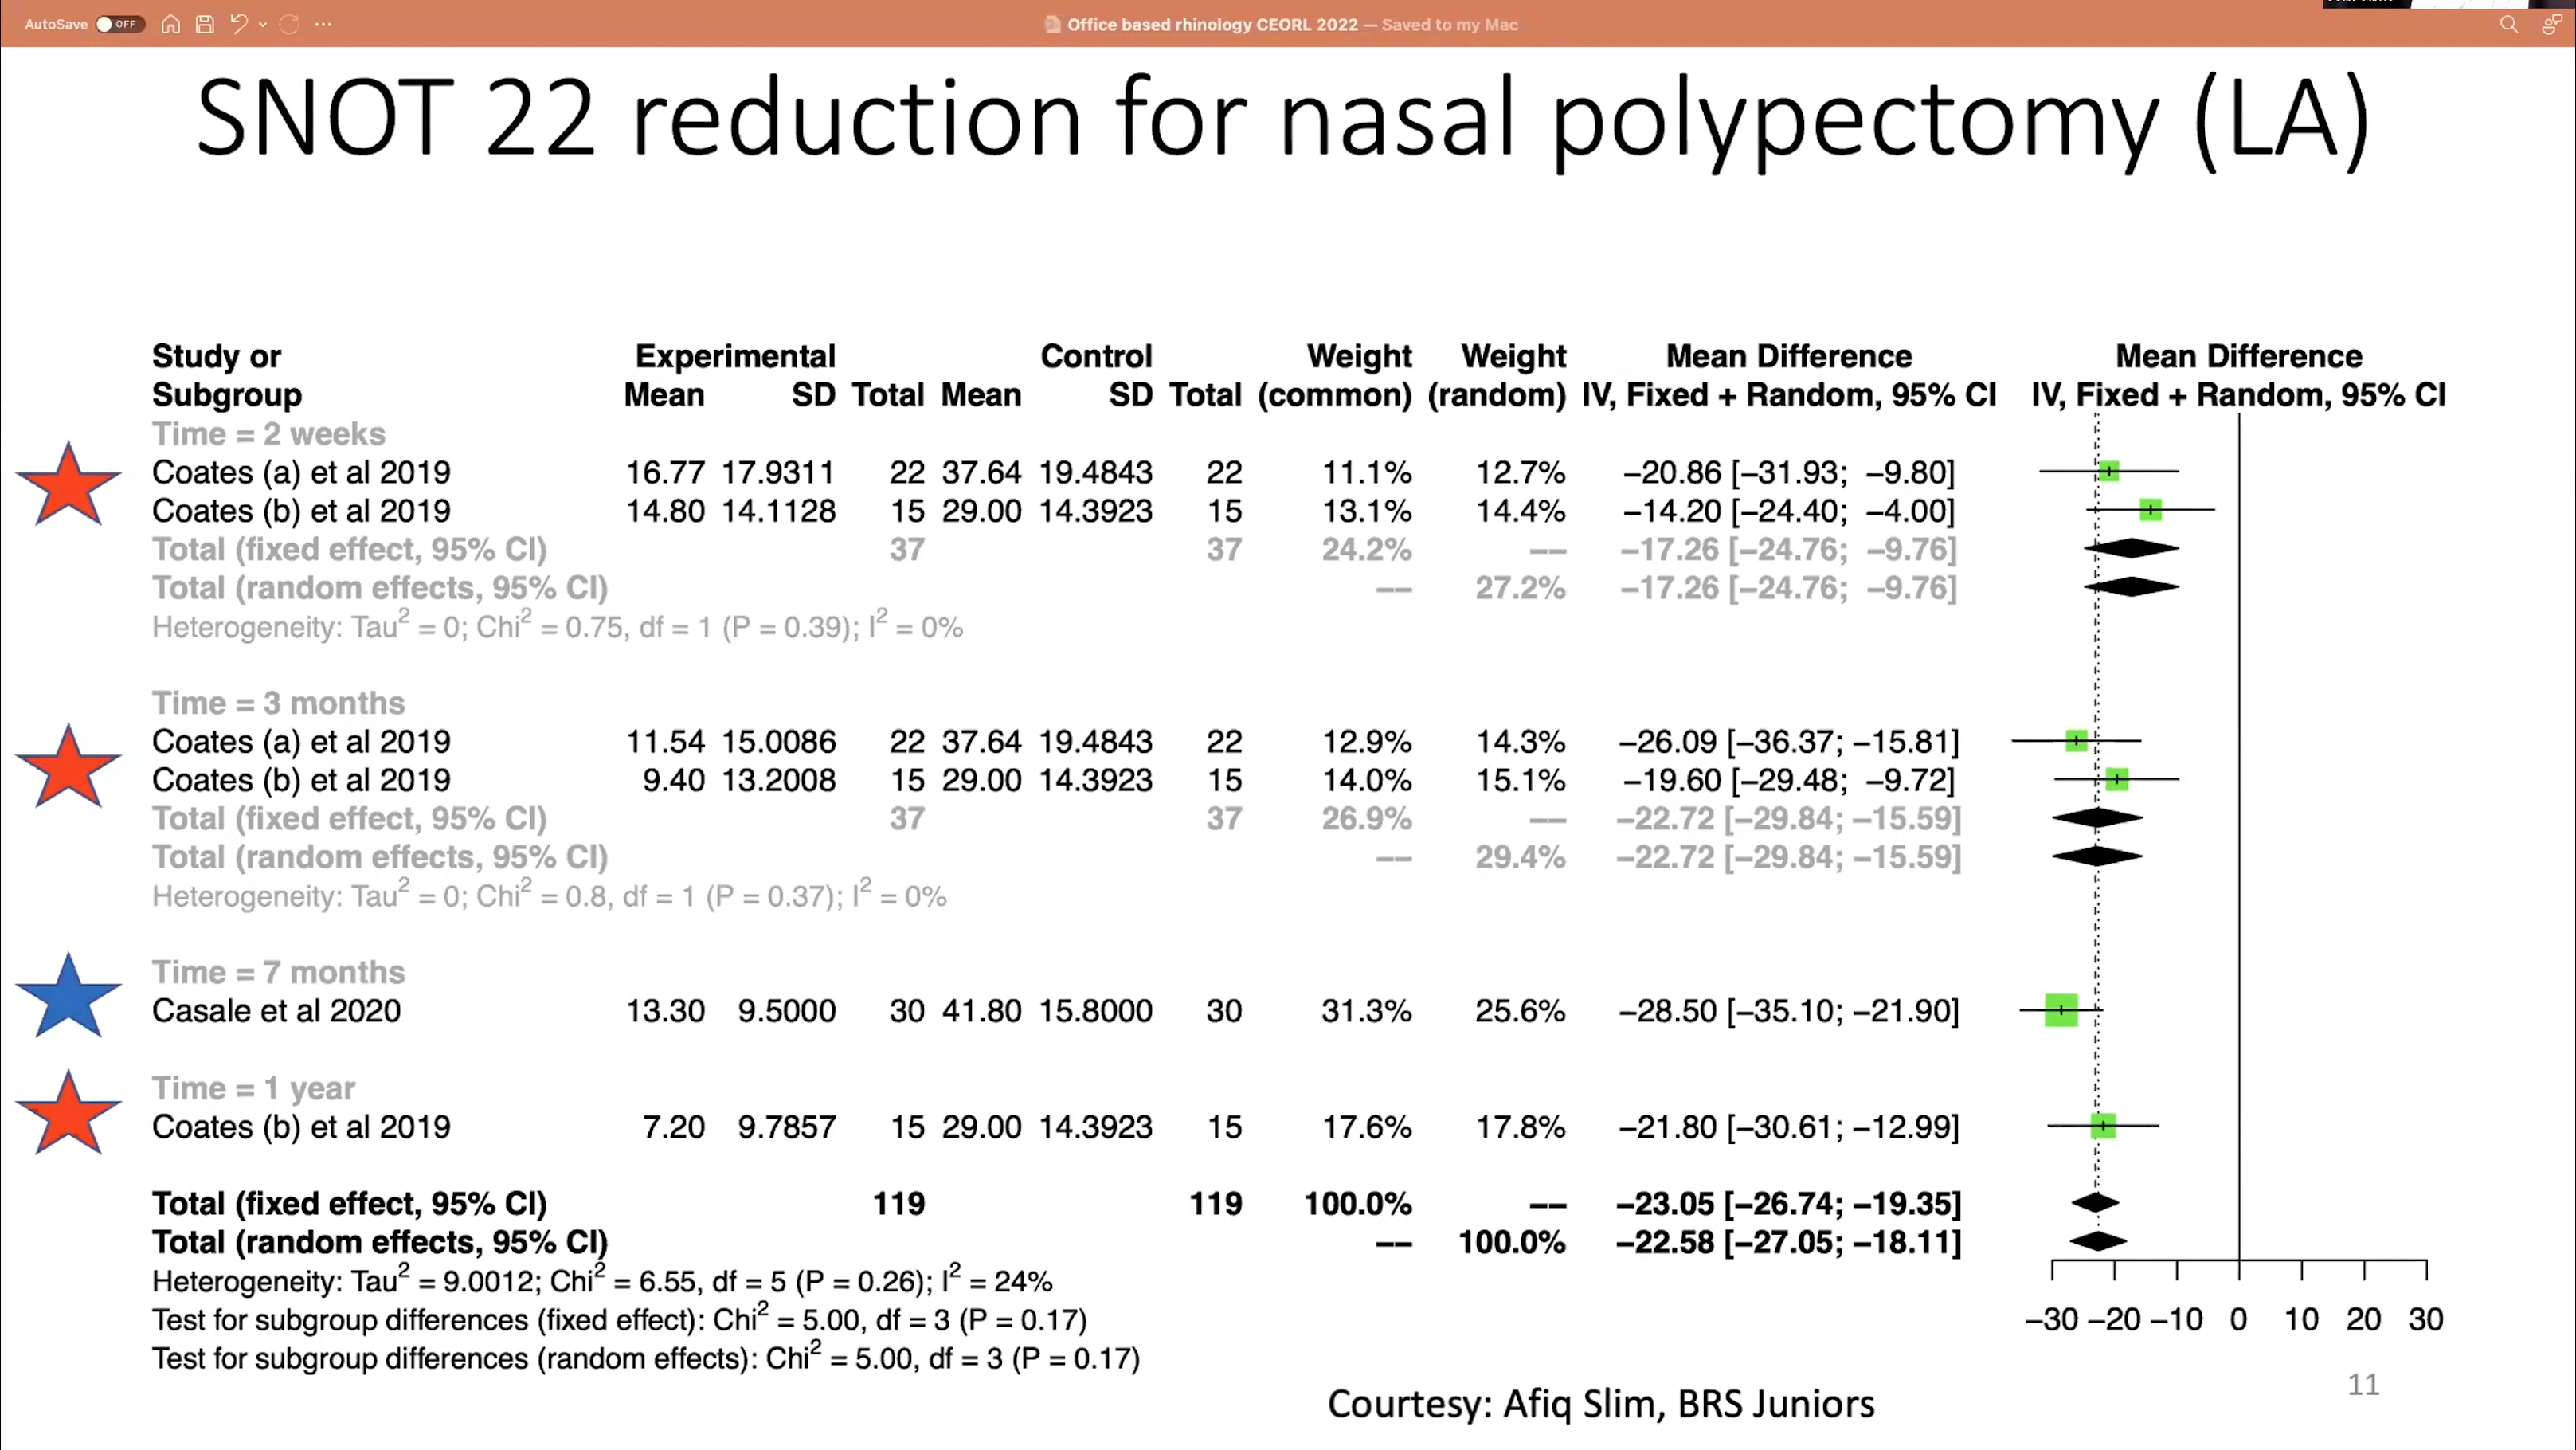 AutoSave OFF Office based rhinology CEORL 2022 — Saved to my Mac
SNOT 22 reduction for nasal polypectomy (LA)
Study or Experimental Control Weight Weight Mean Difference Mean Difference
Subgroup Mean SD Total Mean SD Total (common) (random) IV, Fixed + Random, 95% CI IV, Fixed + Random, 95% CI
Time = 2 weeks
Coates (a) et al 2019 16.77 17.9311 22 37.64 19.4843 22 11.1% 12.7% −20.86 [−31.93; −9.80]
Coates (b) et al 2019 14.80 14.1128 15 29.00 14.3923 15 13.1% 14.4% −14.20 [−24.40; −4.00]
Total (fixed effect, 95% CI) 37 37 24.2% −− −17.26 [−24.76; −9.76]
Total (random effects, 95% CI) −− 27.2% −17.26 [−24.76; −9.76]
Heterogeneity: Tau² = 0; Chi² = 0.75, df = 1 (P = 0.39); I² = 0%
Time = 3 months
Coates (a) et al 2019 11.54 15.0086 22 37.64 19.4843 22 12.9% 14.3% −26.09 [−36.37; −15.81]
Coates (b) et al 2019 9.40 13.2008 15 29.00 14.3923 15 14.0% 15.1% −19.60 [−29.48; −9.72]
Total (fixed effect, 95% CI) 37 37 26.9% −− −22.72 [−29.84; −15.59]
Total (random effects, 95% CI) −− 29.4% −22.72 [−29.84; −15.59]
Heterogeneity: Tau² = 0; Chi² = 0.8, df = 1 (P = 0.37); I² = 0%
Time = 7 months
Casale et al 2020 13.30 9.5000 30 41.80 15.8000 30 31.3% 25.6% −28.50 [−35.10; −21.90]
Time = 1 year
Coates (b) et al 2019 7.20 9.7857 15 29.00 14.3923 15 17.6% 17.8% −21.80 [−30.61; −12.99]
Total (fixed effect, 95% CI) 119 119 100.0% −− −23.05 [−26.74; −19.35]
Total (random effects, 95% CI) −− 100.0% −22.58 [−27.05; −18.11]
Heterogeneity: Tau² = 9.0012; Chi² = 6.55, df = 5 (P = 0.26); I² = 24%
Test for subgroup differences (fixed effect): Chi² = 5.00, df = 3 (P = 0.17)
−30 −20 −10 0 10 20 30
Test for subgroup differences (random effects): Chi² = 5.00, df = 3 (P = 0.17)
11
Courtesy: Afiq Slim, BRS Juniors